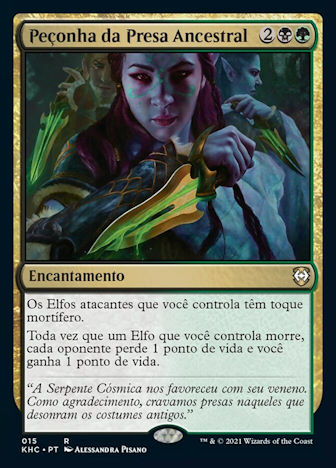 Peçonha da Presa Ancestral 2
Encantamento
Os Elfos atacantes que você controla têm toque
mortífero.
Toda vez que um Elfo que você controla morre,
cada oponente perde 1 ponto de vida e você
ganha 1 ponto de vida.
“A Serpente Cósmica nos favoreceu com seu veneno.
Como agradecimento, cravamos presas naqueles que
desonram os costumes antigos.”
015 R
KHC • PT Alessandra Pisano ™ & © 2021 Wizards of the Coast